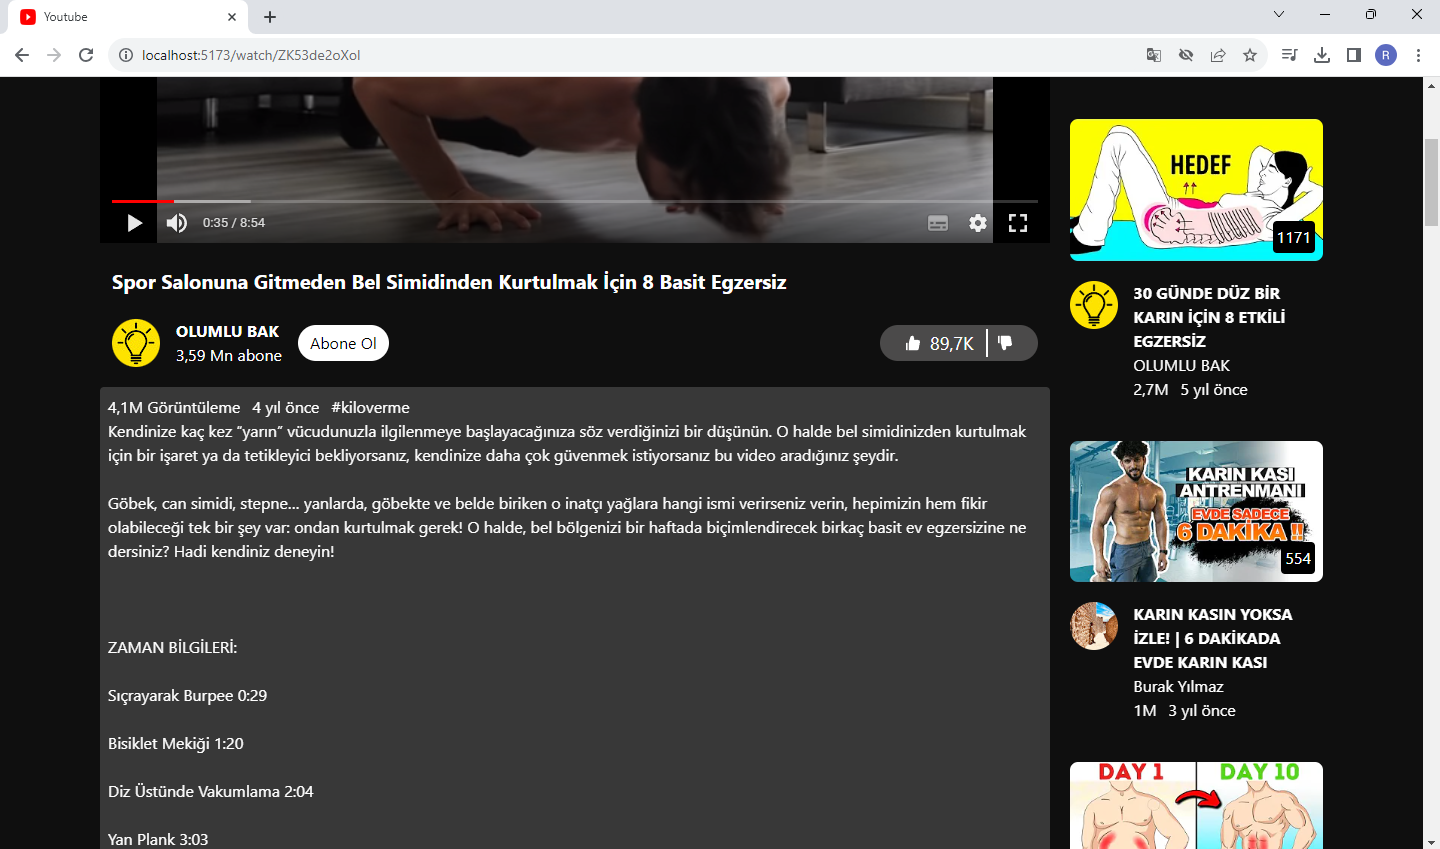 Youtube
localhost:5173/watch/ZK53de2oXoI
R
0:35 / 8:54
Spor Salonuna Gitmeden Bel Simidinden Kurtulmak İçin 8 Basit Egzersiz
OLUMLU BAK
3,59 Mn abone
Abone Ol
89,7K
4,1M Görüntüleme 4 yıl önce #kiloverme
Kendinize kaç kez “yarın” vücudunuzla ilgilenmeye başlayacağınıza söz verdiğinizi bir düşünün. O halde bel simidinizden kurtulmak
için bir işaret ya da tetikleyici bekliyorsanız, kendinize daha çok güvenmek istiyorsanız bu video aradığınız şeydir.
Göbek, can simidi, stepne... yanlarda, göbekte ve belde biriken o inatçı yağlara hangi ismi verirseniz verin, hepimizin hem fikir
olabileceği tek bir şey var: ondan kurtulmak gerek! O halde, bel bölgenizi bir haftada biçimlendirecek birkaç basit ev egzersizine ne
dersiniz? Hadi kendiniz deneyin!
ZAMAN BİLGİLERİ:
Sıçrayarak Burpee 0:29
Bisiklet Mekiği 1:20
Diz Üstünde Vakumlama 2:04
Yan Plank 3:03
HEDEF
1171
30 GÜNDE DÜZ BİR
KARIN İÇİN 8 ETKİLİ
EGZERSİZ
OLUMLU BAK
2,7M 5 yıl önce
KARIN KASI
ANTRENMANI
EVDE SADECE
6 DAKİKA !!
554
KARIN KASIN YOKSA
İZLE! | 6 DAKİKADA
EVDE KARIN KASI
Burak Yılmaz
1M 3 yıl önce
DAY 1
DAY 10